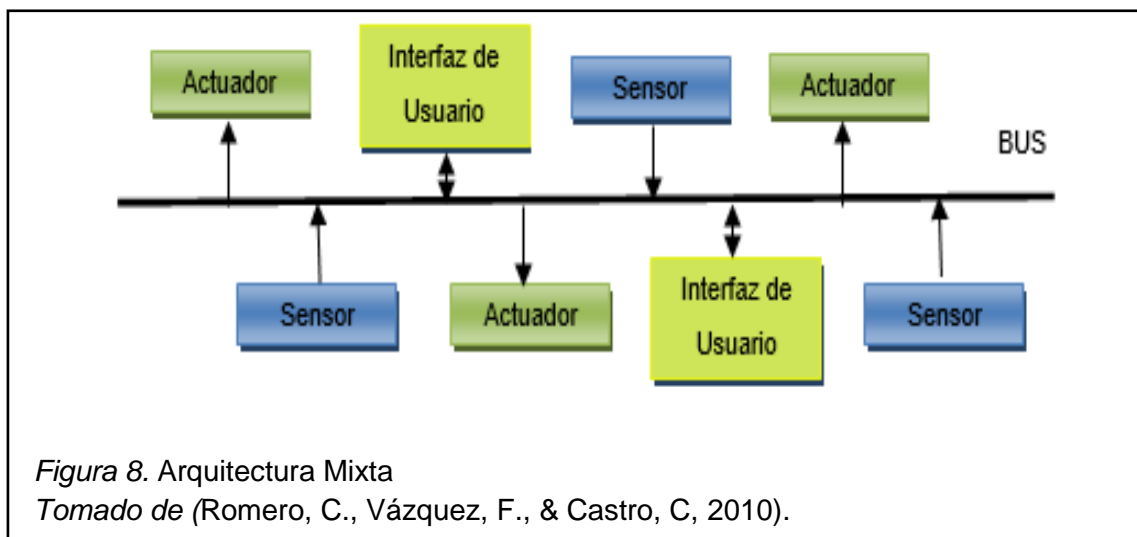 Actuador
Interfaz de
Usuario
Sensor
Actuador
BUS
Sensor
Actuador
Interfaz de
Usuario
Sensor
Figura 8. Arquitectura Mixta
Tomado de (Romero, C., Vázquez, F., & Castro, C, 2010).